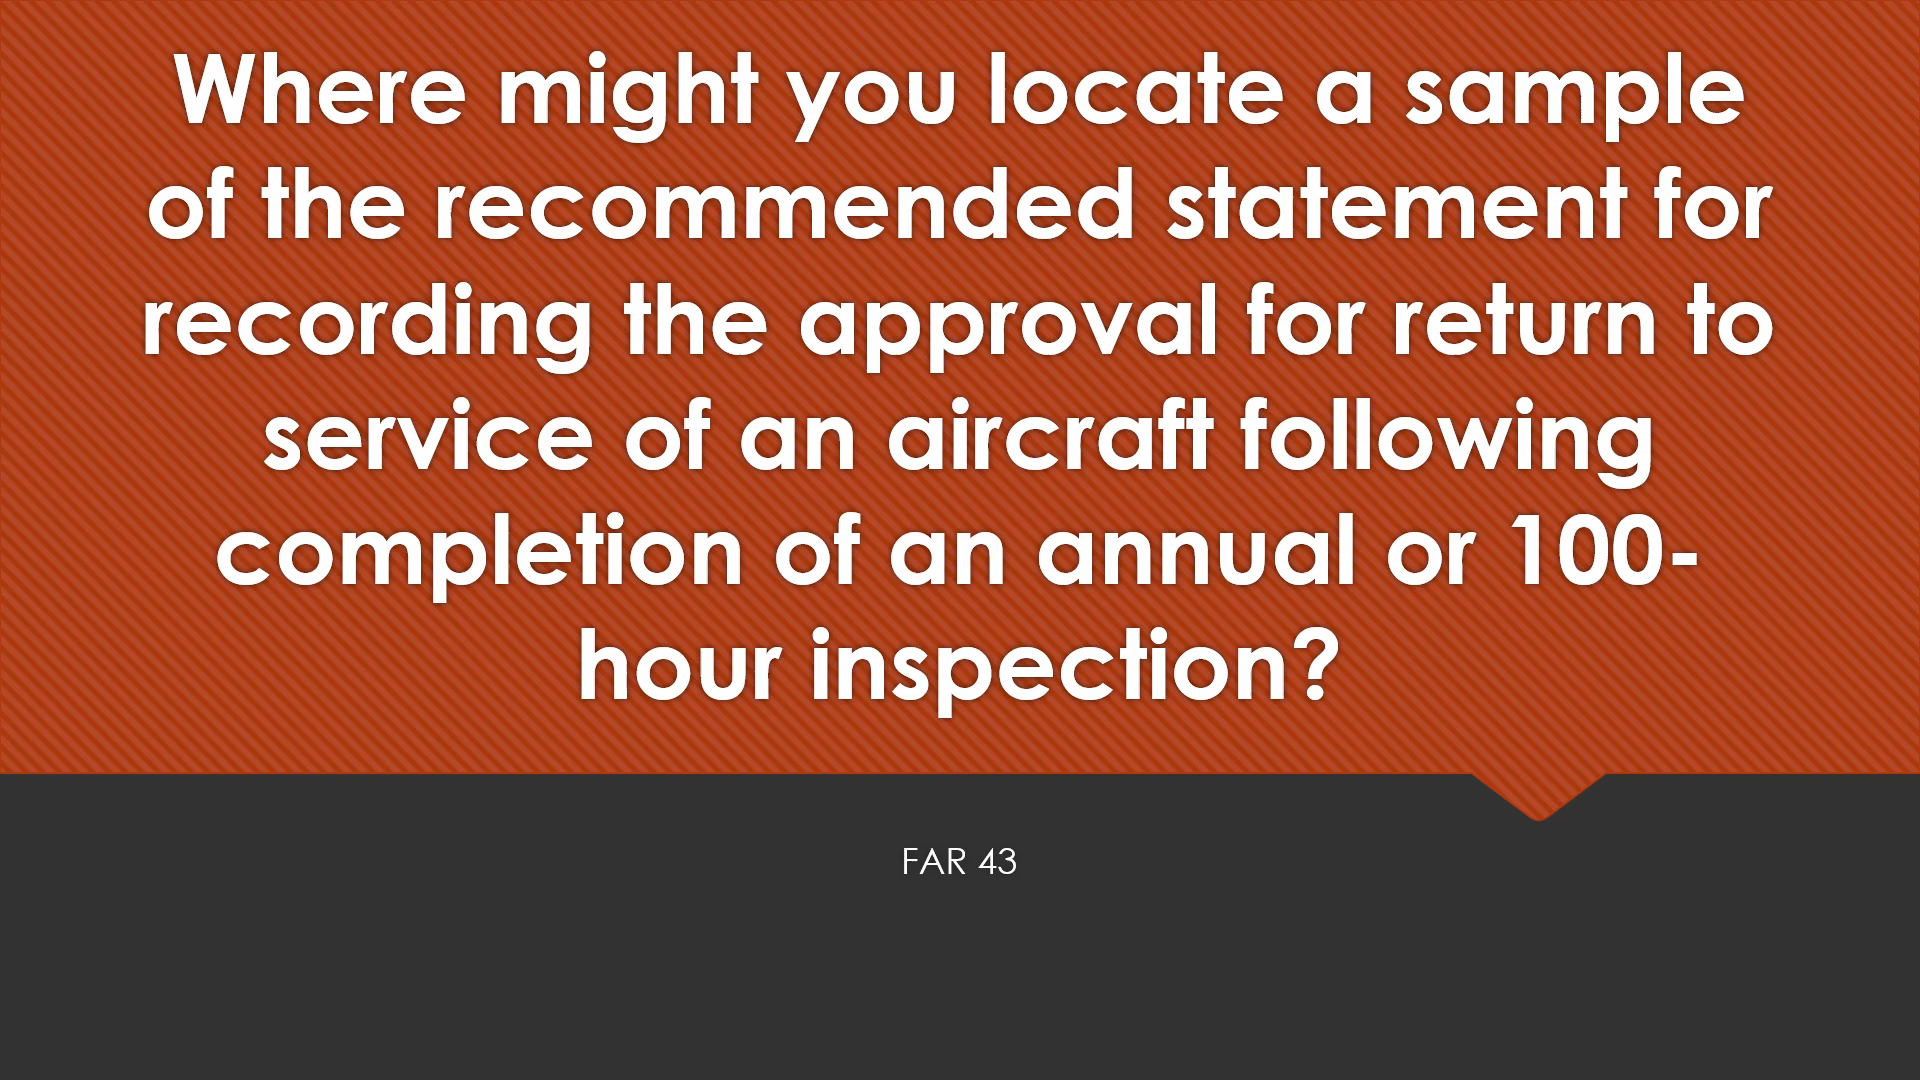 Where might you locate a sample
of the recommended statement for
recording the approval for return to
service of an aircraft following
completion of an annual or 100-
hour inspection?
FAR 43